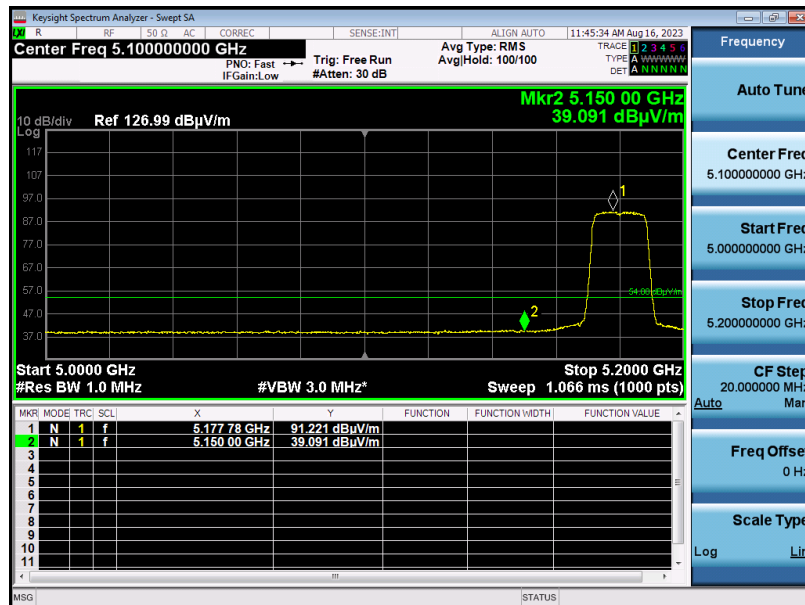 Keysight Spectrum Analyzer - Swept SA
LXI R RF 50 Ω AC CORREC SENSE:INT ALIGN AUTO 11:45:34 AM Aug 16, 2023
Center Freq 5.100000000 GHz
PNO: Fast
IFGain:Low
Trig: Free Run
#Atten: 30 dB
Avg Type: RMS
Avg|Hold: 100/100
TRACE 1 2 3 4 5 6
TYPE A WWWWW
DET A N N N N N
Mkr2 5.150 00 GHz
39.091 dBµV/m
10 dB/div
Log
Ref 126.99 dBµV/m
117
107
97.0
87.0
77.0
67.0
57.0
47.0
37.0
1
2
54.00 dBµV/m
Start 5.0000 GHz
Stop 5.2000 GHz
#Res BW 1.0 MHz
#VBW 3.0 MHz*
Sweep 1.066 ms (1000 pts)
MKR MODE TRC SCL X Y FUNCTION FUNCTION WIDTH FUNCTION VALUE
1 N 1 f 5.177 78 GHz 91.221 dBµV/m
2 N 1 f 5.150 00 GHz 39.091 dBµV/m
3
4
5
6
7
8
9
10
11
MSG
STATUS
Frequency
Auto Tune
Center Freq
5.100000000 GHz
Start Freq
5.000000000 GHz
Stop Freq
5.200000000 GHz
CF Step
20.000000 MHz
Auto Man
Freq Offset
0 Hz
Scale Type
Log Lin